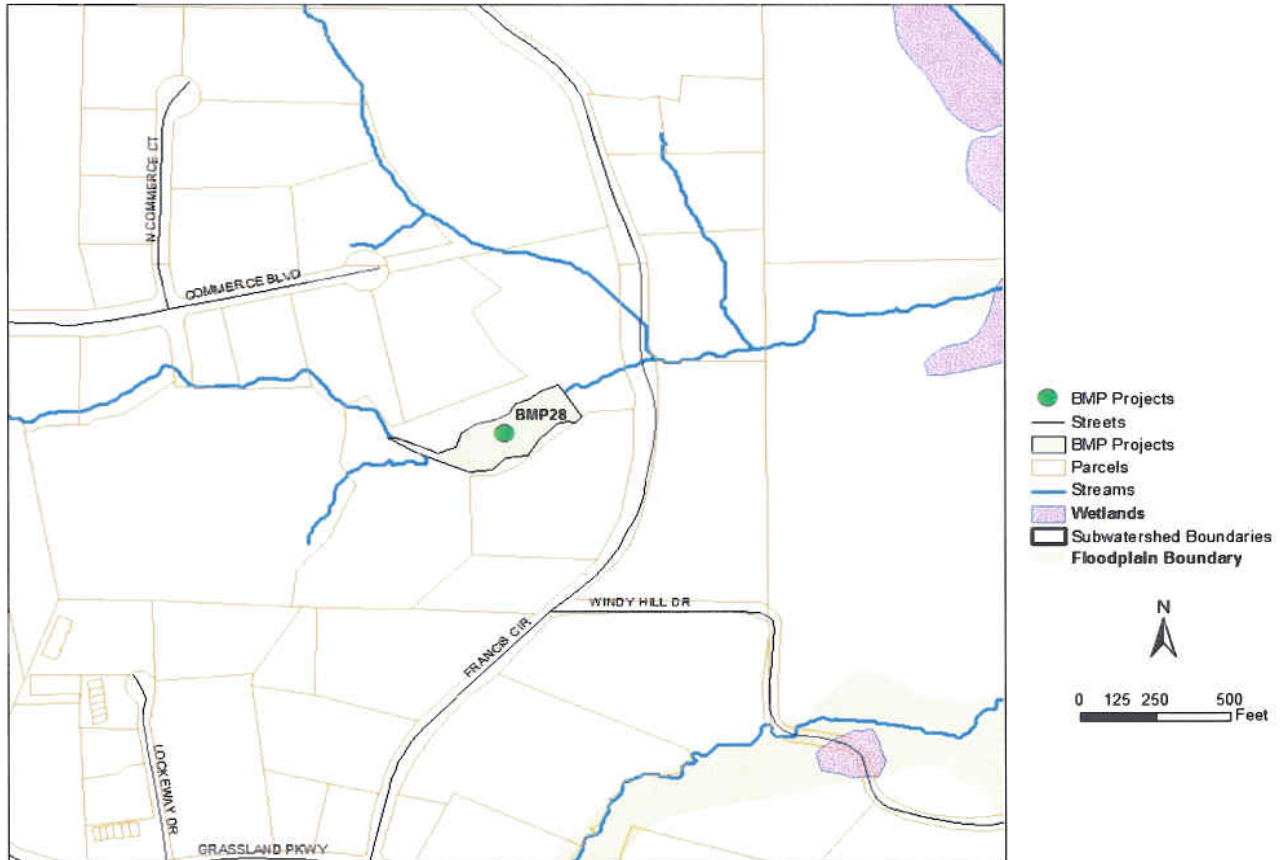 N COMMERCE CT
COMMERCE BLVD
BMP28
WINDY HILL DR
FRANCIS CIR
LOCKEWAY DR
GRASSLAND PKWY
BMP Projects
Streets
BMP Projects
Parcels
Streams
Wetlands
Subwatershed Boundaries
Floodplain Boundary
N
0 125 250 500
Feet